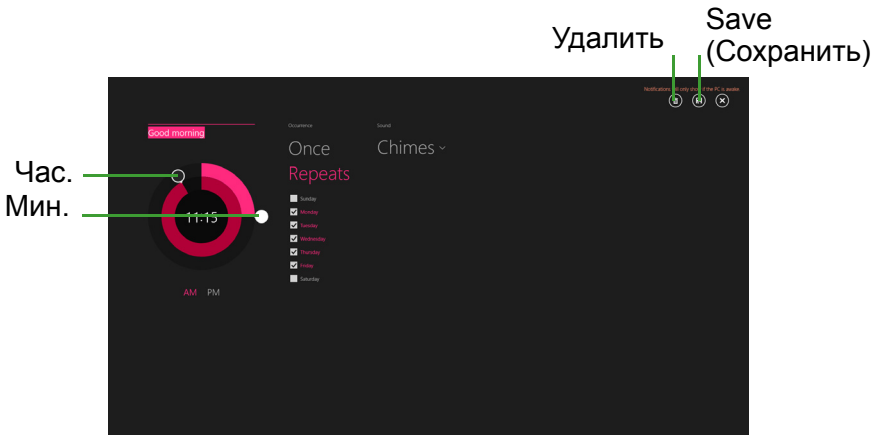 Удалить
Save
(Сохранить)
Notifications will only show if the PC is awake
Good morning
Occurrence
Sound
Once
Chimes
Repeats
Час.
Мин.
11:15
Sunday
Monday
Tuesday
Wednesday
Thursday
Friday
Saturday
AM PM